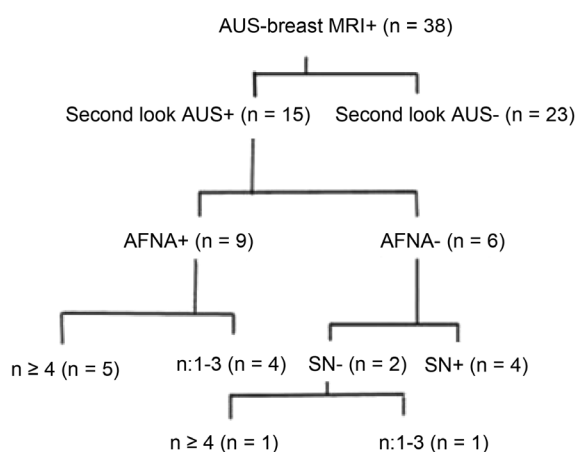 AUS-breast MRI+ (n = 38)
Second look AUS+ (n = 15) Second look AUS- (n = 23)
AFNA+ (n = 9) AFNA- (n = 6)
n ≥ 4 (n = 5) n:1-3 (n = 4) SN- (n = 2) SN+ (n = 4)
n ≥ 4 (n = 1) n:1-3 (n = 1)